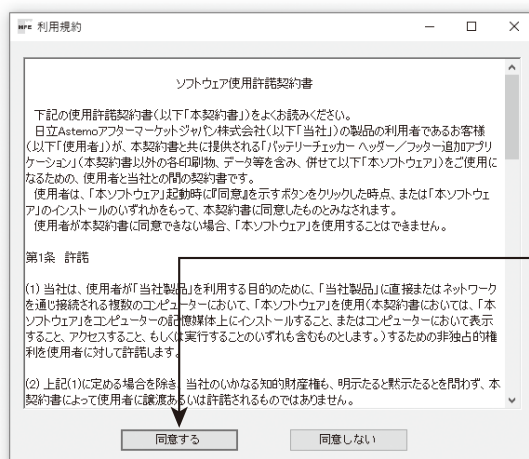 MFE 利用規約
ソフトウェア使用許諾契約書
下記の使用許諾契約書(以下「本契約書」)をよくお読みください。
日立Astemoアフターマーケットジャパン株式会社(以下「当社」)の製品の利用者であるお客様
(以下「使用者」)が、本契約書と共に提供される「バッテリーチェッカー ヘッダー/フッター追加アプリ
ケーション」(本契約書以外の各印刷物、データ等を含み、併せて以下「本ソフトウェア」)をご使用に
なるための、使用者と当社との間の契約書です。
使用者は、「本ソフトウェア」起動時に『同意』を示すボタンをクリックした時点、または「本ソフトウェ
ア」のインストールのいずれかをもって、本契約書に同意したものとみなされます。
使用者が本契約書に同意できない場合、「本ソフトウェア」を使用することはできません。
第1条 許諾
(1) 当社は、使用者が「当社製品」を利用する目的のために、「当社製品」に直接またはネットワーク
を通じ接続される複数のコンピューターにおいて、「本ソフトウェア」を使用(本契約書においては、「本
ソフトウェア」をコンピューターの記憶媒体上にインストールすること、またはコンピューターにおいて表示
すること、アクセスすること、もしくは実行することのいずれも含むものとします。)するための非独占的権
利を使用者に対して許諾します。
(2) 上記(1)に定める場合を除き、当社のいかなる知的財産権も、明示たると黙示たるとを問わず、本
契約書によって使用者に譲渡あるいは許諾されるものではありません。
同意する
同意しない